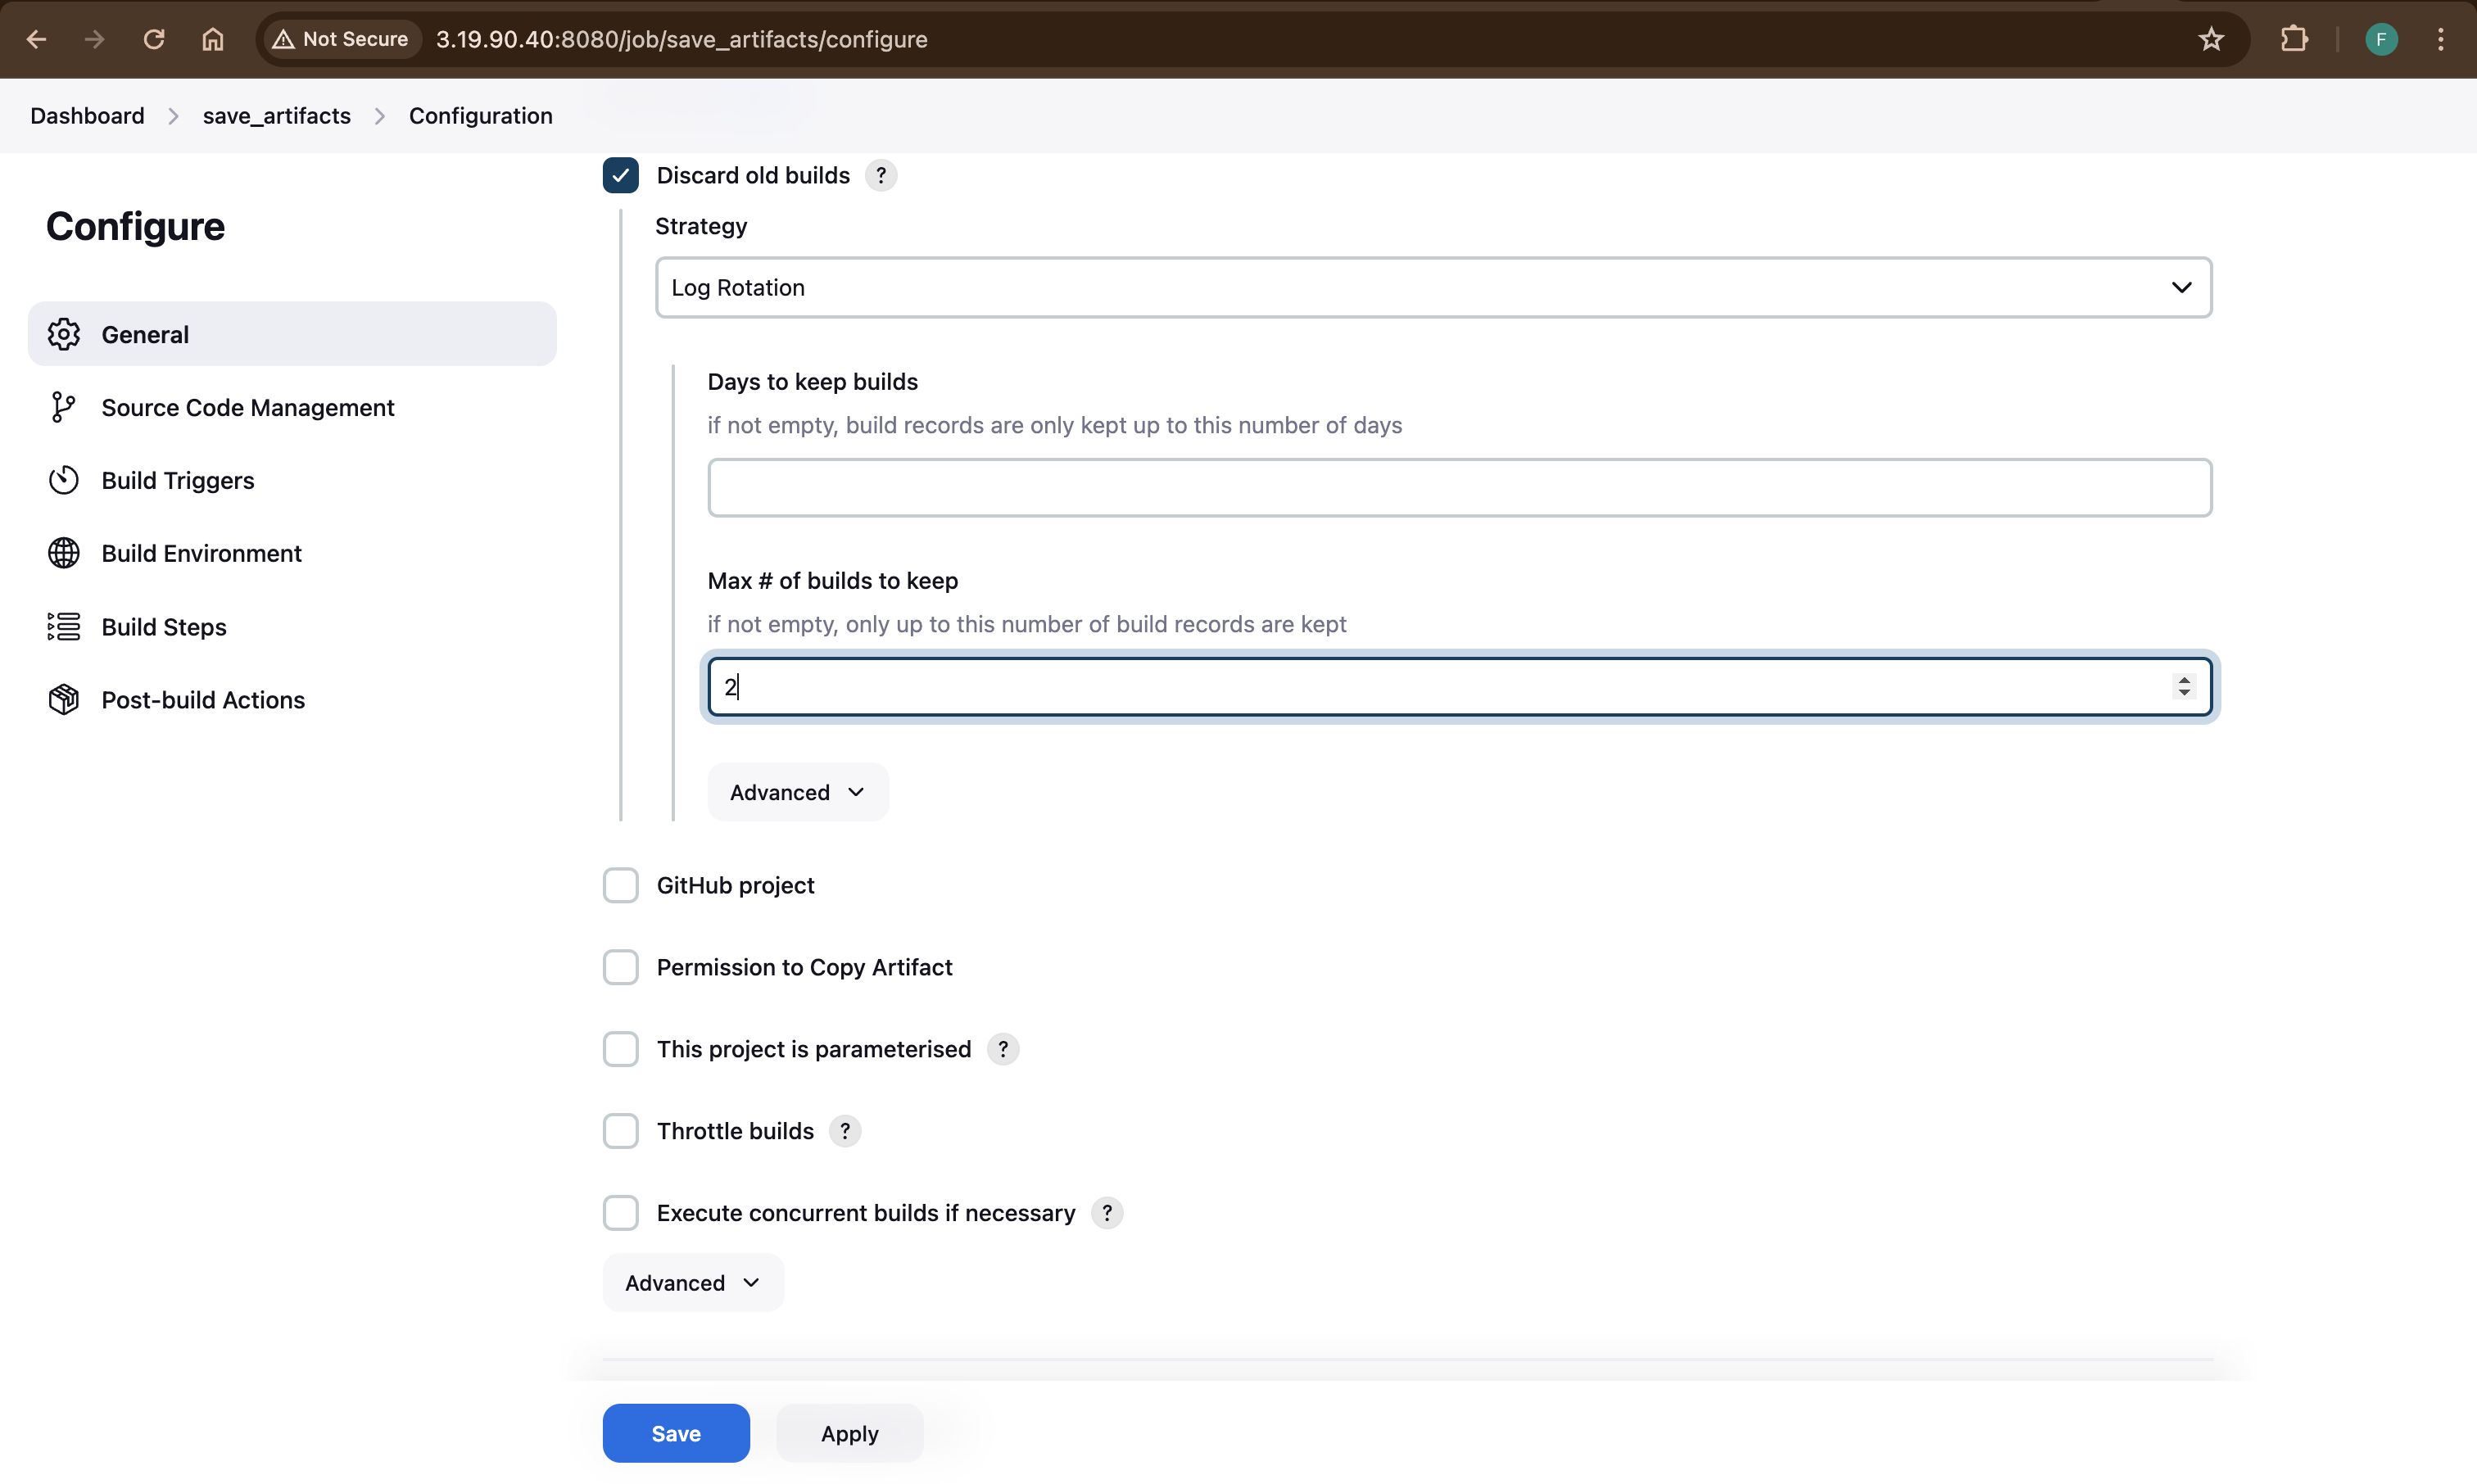 Not Secure 3.19.90.40:8080/job/save_artifacts/configure F
Dashboard save_artifacts Configuration
Configure
General
Source Code Management
Build Triggers
Build Environment
Build Steps
Post-build Actions
Discard old builds ?
Strategy
Log Rotation
Days to keep builds
if not empty, build records are only kept up to this number of days
Max # of builds to keep
if not empty, only up to this number of build records are kept
2
Advanced
GitHub project
Permission to Copy Artifact
This project is parameterised ?
Throttle builds ?
Execute concurrent builds if necessary ?
Advanced
Save Apply